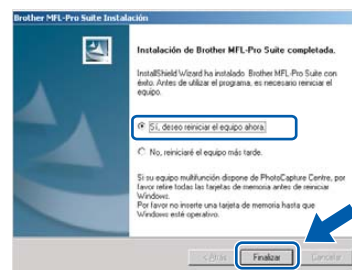 Brother MFL-Pro Suite Instalación
Instalación de Brother MFL-Pro Suite completada.
InstallShield Wizard ha instalado Brother MFL-Pro Suite con
éxito. Antes de utilizar el programa, es necesario reiniciar el
equipo.
Sí, deseo reiniciar el equipo ahora.
No, reiniciaré el equipo más tarde.
Si su equipo multifunción dispone de PhotoCapture Centre, por
favor retire todas las tarjetas de memoria antes de reiniciar
Windows.
Por favor no inserte una tarjeta de memoria hasta que
Windows esté operativo.
< Atrás Finalizar Cancelar